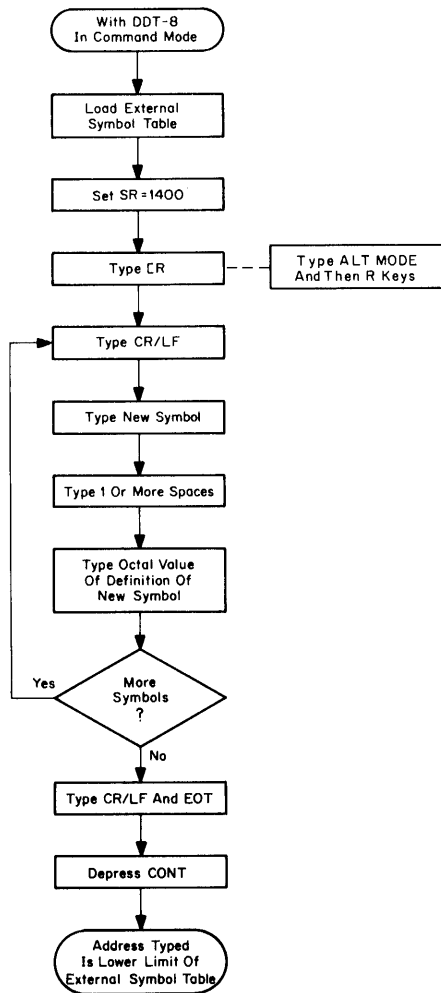 With DDT-8
In Command Mode
Load External
Symbol Table
Set SR=1400
Type [R
Type ALT MODE
And Then R Keys
Type CR/LF
Type New Symbol
Type 1 Or More Spaces
Type Octal Value
Of Definition Of
New Symbol
Yes
More
Symbols
?
No
Type CR/LF And EOT
Depress CONT
Address Typed
Is Lower Limit Of
External Symbol Table